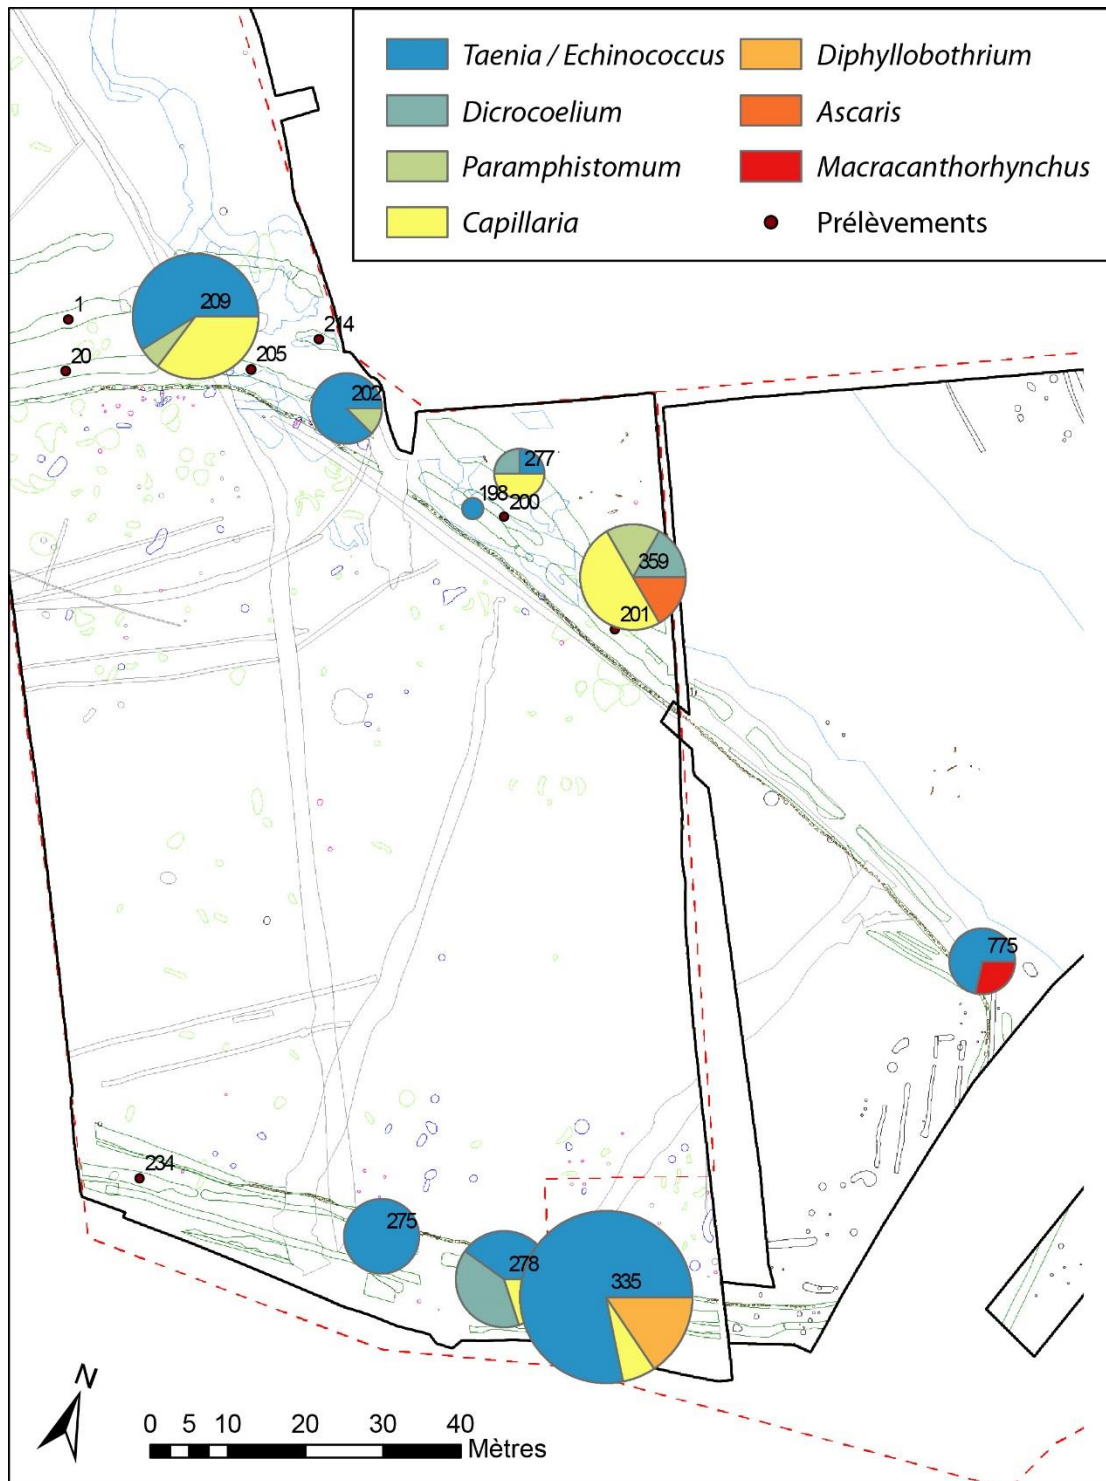 Taenia / Echinococcus
Diphyllobothrium
Dicrocoelium
Ascaris
Paramphistomum
Macracanthorhynchus
Capillaria
Prélèvements
209
1
214
20
205
202
277
198
200
359
201
775
234
275
278
335
N
0 5 10 20 30 40
Mètres